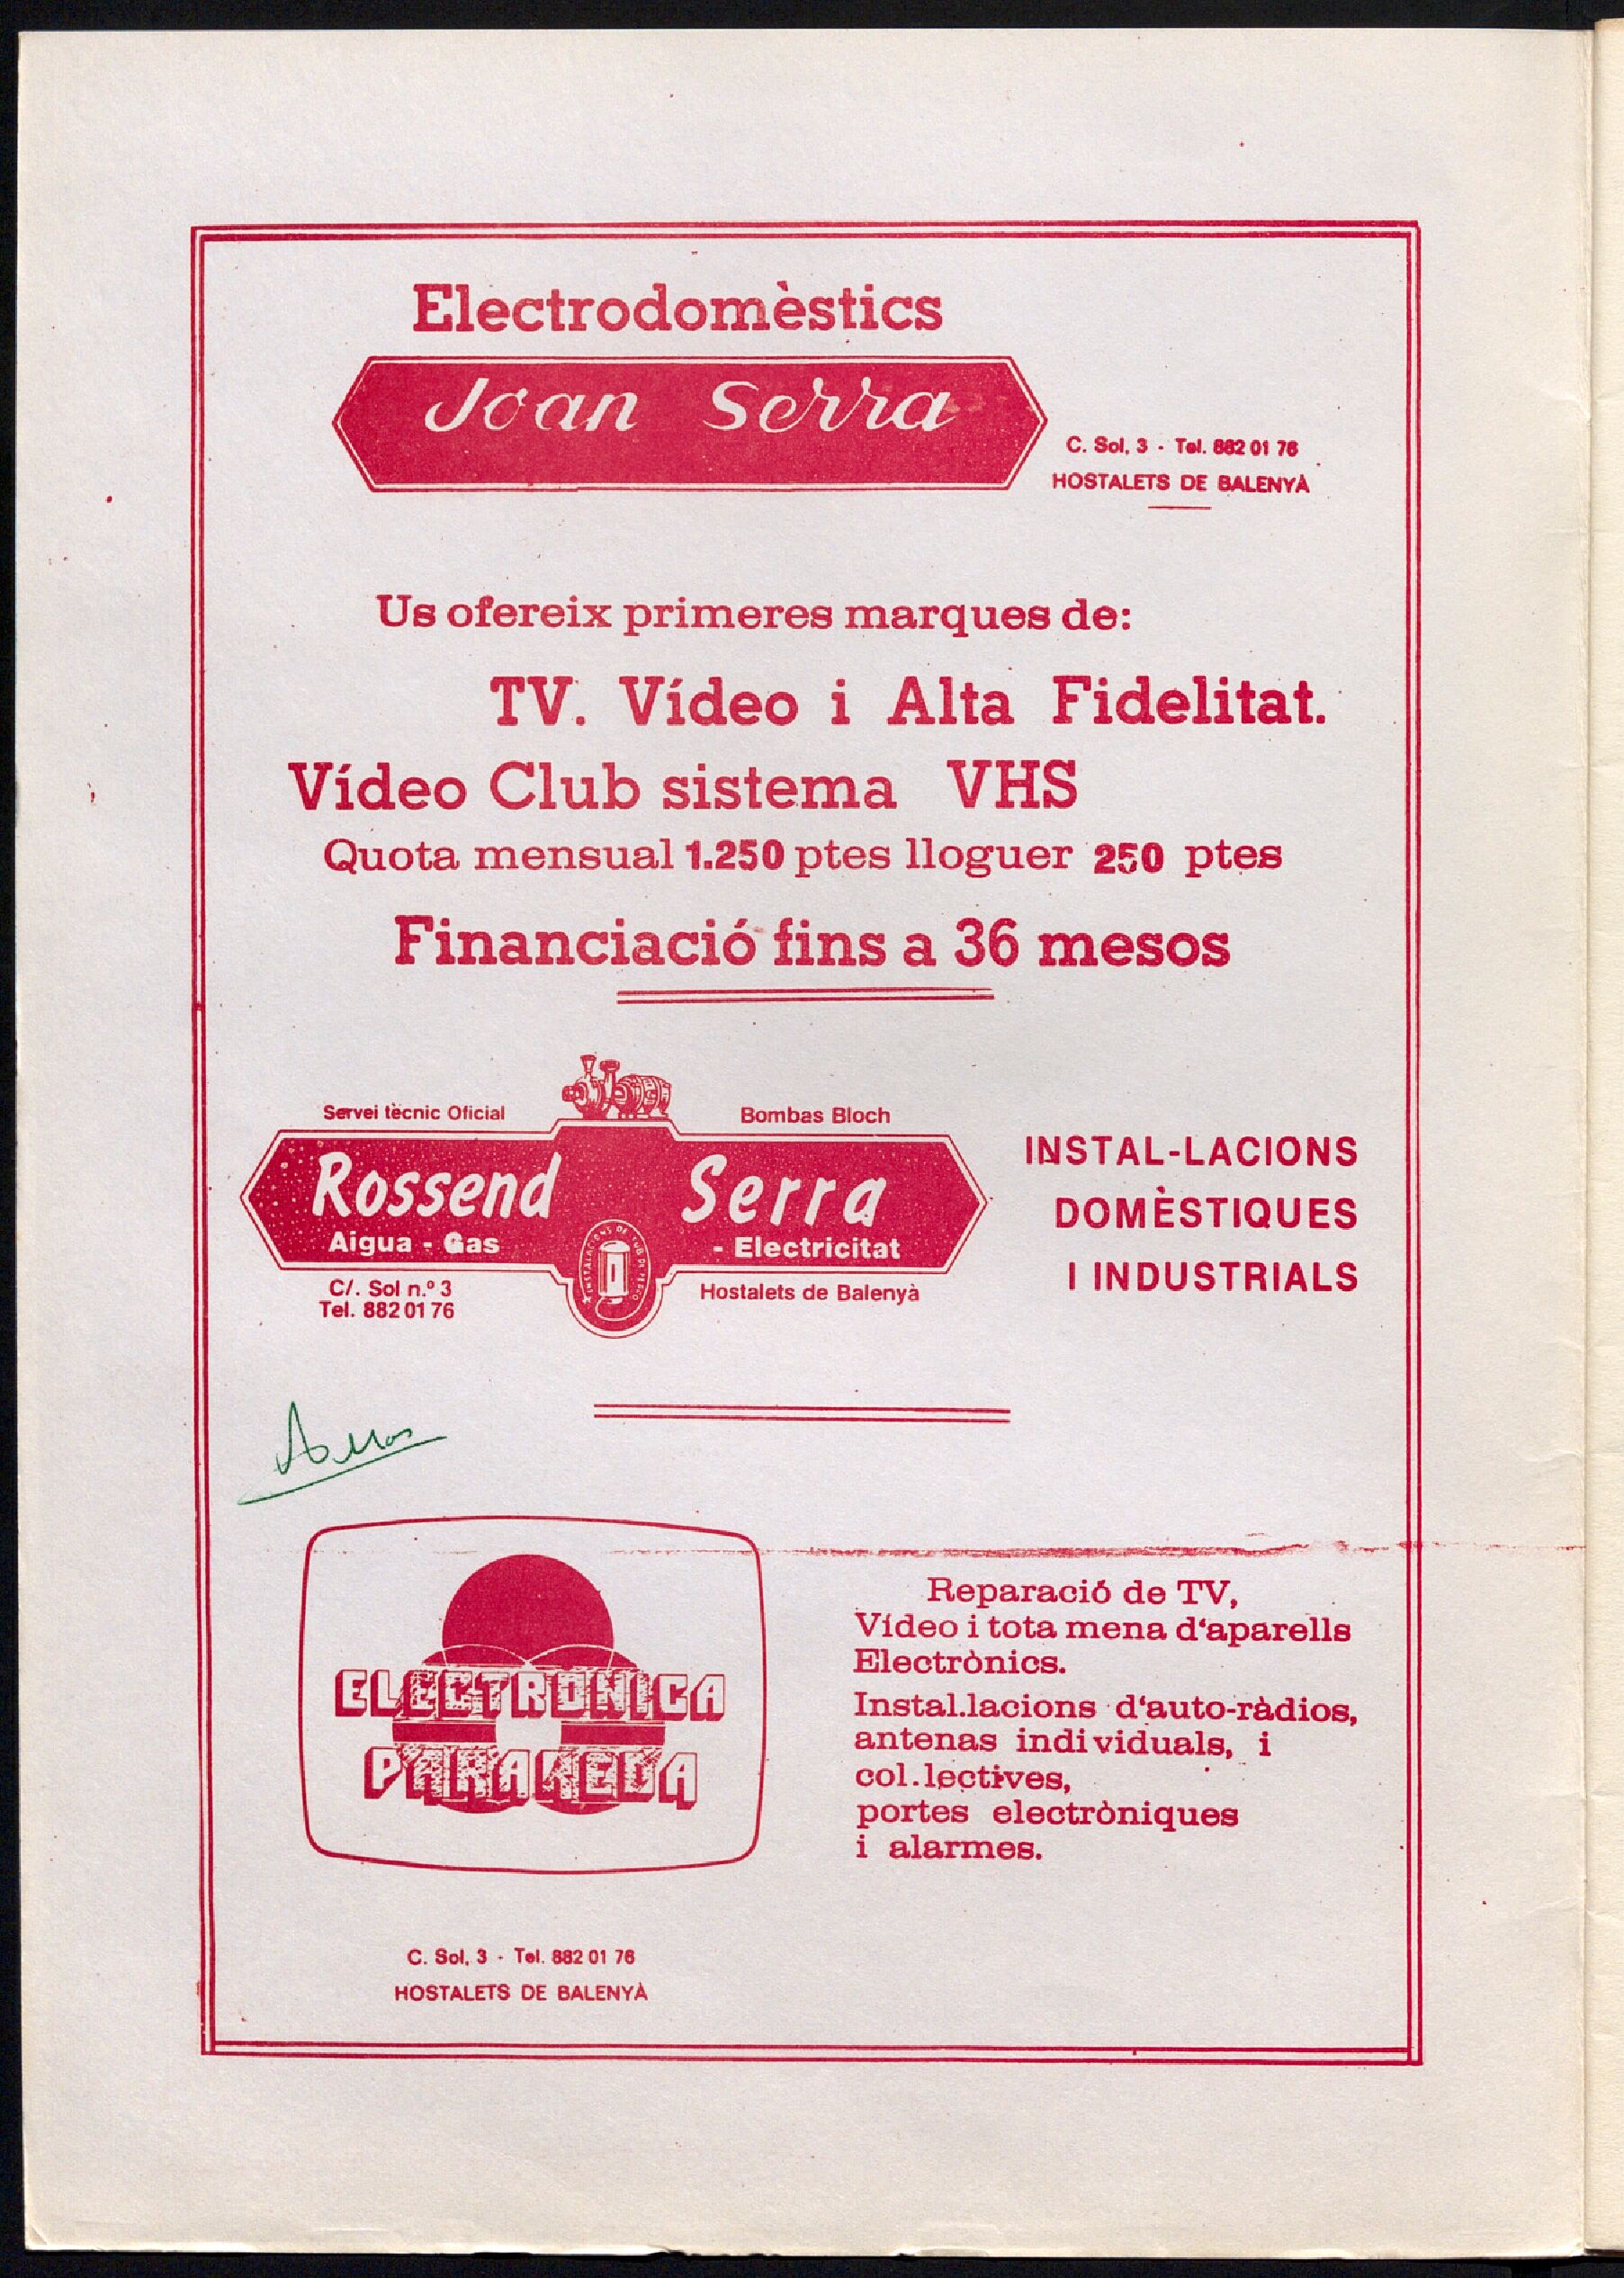 Electrodomèstics
Joan Serra
C. Sol, 3 - Tel. 882 01 76
HOSTALETS DE BALENYÀ
Us ofereix primeres marques de:
TV. Vídeo i Alta Fidelitat.
Vídeo Club sistema VHS
Quota mensual 1.250 ptes lloguer 250 ptes
Financiació fins a 36 mesos
Servei tècnic Oficial
Bombas Bloch
Rossend Serra
Aigua - Gas - Electricitat
C/. Sol n.º 3
Tel. 882 01 76
Hostalets de Balenyà
INSTAL-LACIONS
DOMÈSTIQUES
I INDUSTRIALS
ELECTRONICA
PARAREDA
Reparació de TV,
Vídeo i tota mena d'aparells
Electrònics.
Instal.lacions d'auto-ràdios,
antenas individuals, i
col.lectives,
portes electròniques
i alarmes.
C. Sol, 3 - Tel. 882 01 76
HOSTALETS DE BALENYÀ